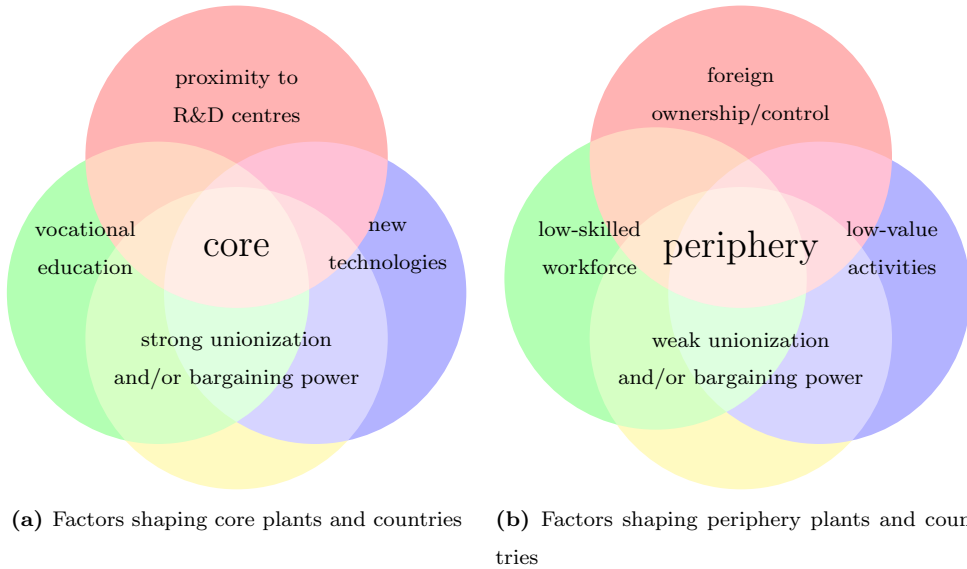 proximity to
R&D centres
vocational
education
new
technologies
core
strong unionization
and/or bargaining power
(a) Factors shaping core plants and countries
foreign
ownership/control
low-skilled
workforce
low-value
activities
periphery
weak unionization
and/or bargaining power
(b) Factors shaping periphery plants and coun
tries